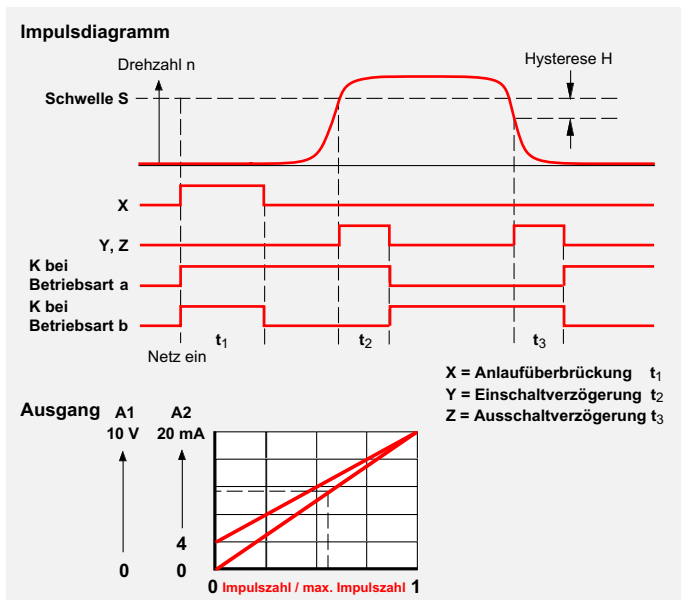 Impulsdiagramm
Drehzahl n
Hysterese H
Schwelle S
X
Y, Z
K bei
Betriebsart a
K bei
Betriebsart b
t1
t2
t3
Netz ein
X = Anlaufüberbrückung t1
Y = Einschaltverzögerung t2
Z = Ausschaltverzögerung t3
Ausgang A1 A2
10 V 20 mA
4
0 0
0 Impulszahl / max. Impulszahl 1